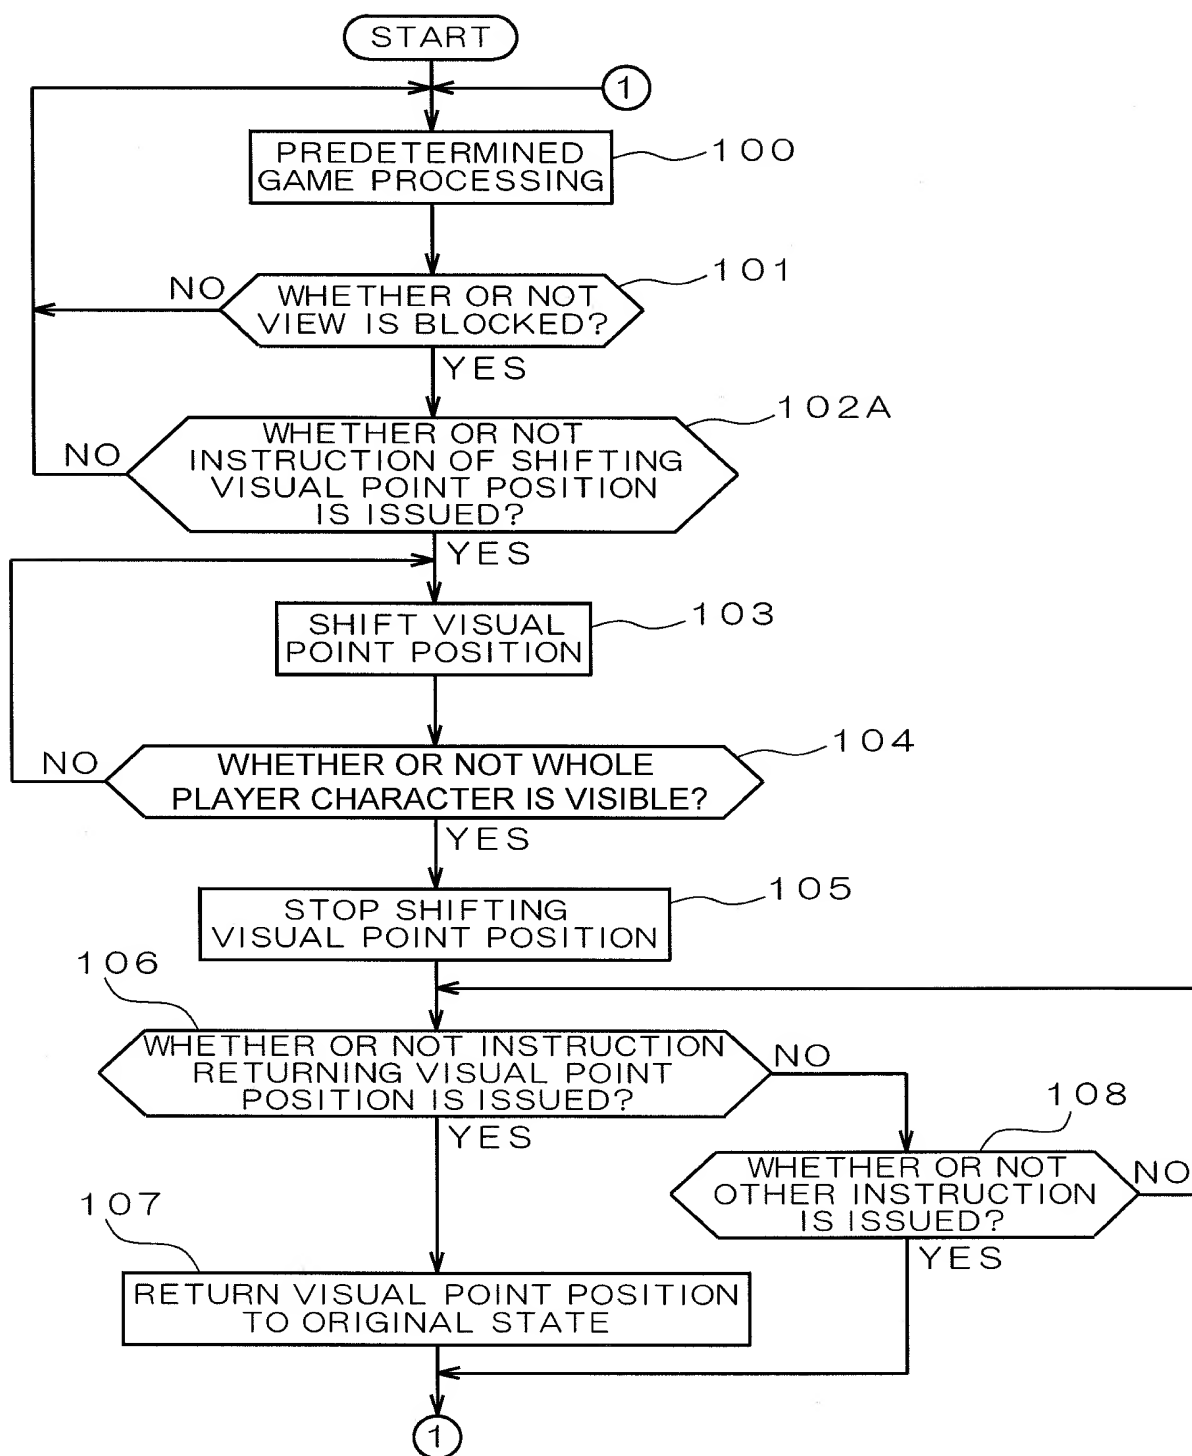 START
1
PREDETERMINED
GAME PROCESSING
100
WHETHER OR NOT
VIEW IS BLOCKED?
101
NO
YES
WHETHER OR NOT
INSTRUCTION OF SHIFTING
VISUAL POINT POSITION
IS ISSUED?
102A
NO
YES
SHIFT VISUAL
POINT POSITION
103
WHETHER OR NOT WHOLE
PLAYER CHARACTER IS VISIBLE?
104
NO
YES
STOP SHIFTING
VISUAL POINT POSITION
105
106
WHETHER OR NOT INSTRUCTION
RETURNING VISUAL POINT
POSITION IS ISSUED?
NO
YES
108
WHETHER OR NOT
OTHER INSTRUCTION
IS ISSUED?
NO
YES
107
RETURN VISUAL POINT POSITION
TO ORIGINAL STATE
1